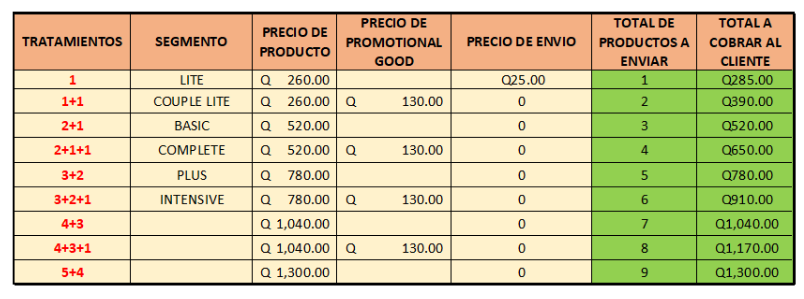 TRATAMIENTOS SEGMENTO PRECIO DE PRODUCTO PRECIO DE PROMOTIONAL GOOD PRECIO DE ENVIO TOTAL DE PRODUCTOS A ENVIAR TOTAL A COBRAR AL CLIENTE
1 LITE Q 260.00 Q25.00 1 Q285.00
1+1 COUPLE LITE Q 260.00 Q 130.00 0 2 Q390.00
2+1 BASIC Q 520.00 0 3 Q520.00
2+1+1 COMPLETE Q 520.00 Q 130.00 0 4 Q650.00
3+2 PLUS Q 780.00 0 5 Q780.00
3+2+1 INTENSIVE Q 780.00 Q 130.00 0 6 Q910.00
4+3 Q 1,040.00 0 7 Q1,040.00
4+3+1 Q 1,040.00 Q 130.00 0 8 Q1,170.00
5+4 Q 1,300.00 0 9 Q1,300.00